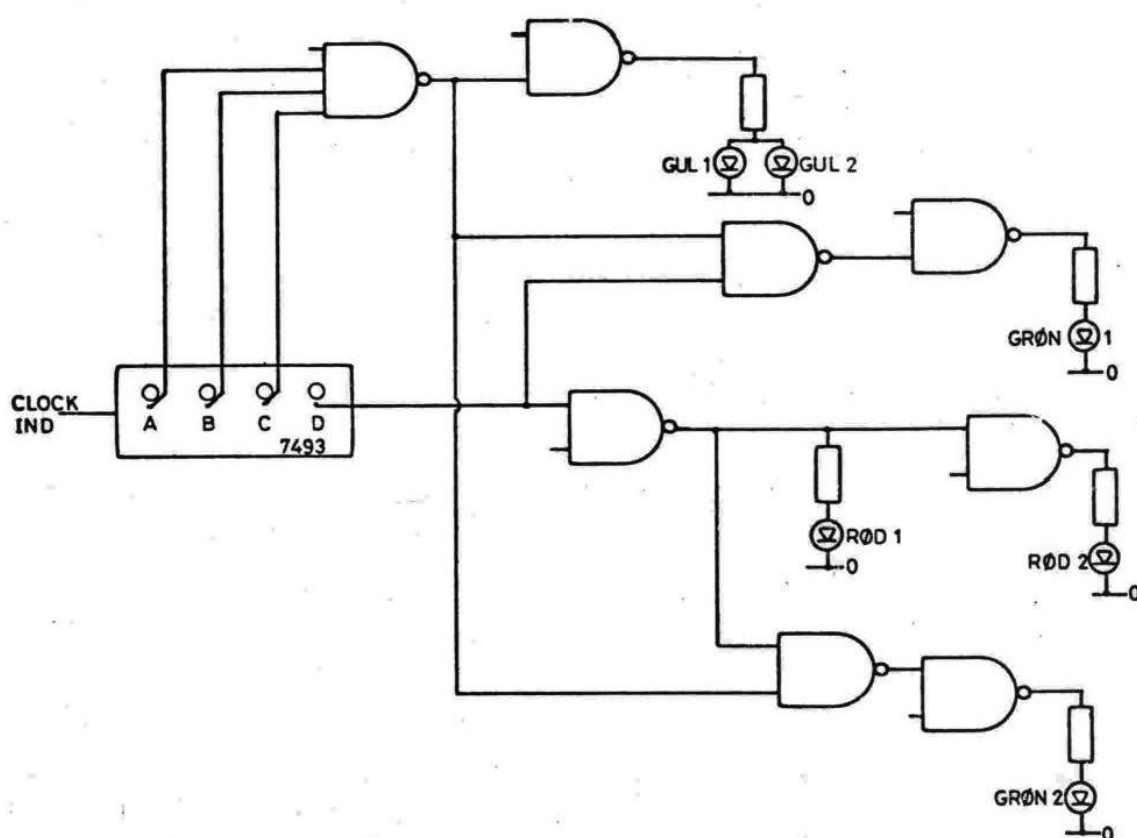 GUL 1
GUL 2
0
GRØN 1
0
CLOCK
IND
A B C D
7493
RØD 1
0
RØD 2
0
GRØN 2
0